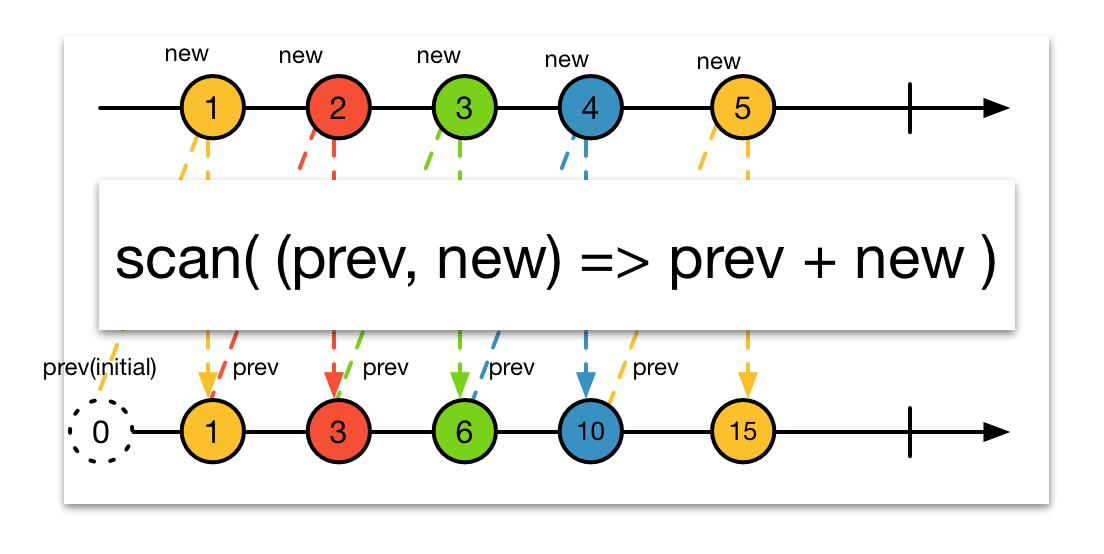 new new new new new
1 2 3 4 5
scan( (prev, new) => prev + new )
prev(initial) prev prev prev prev
0 1 3 6 10 15